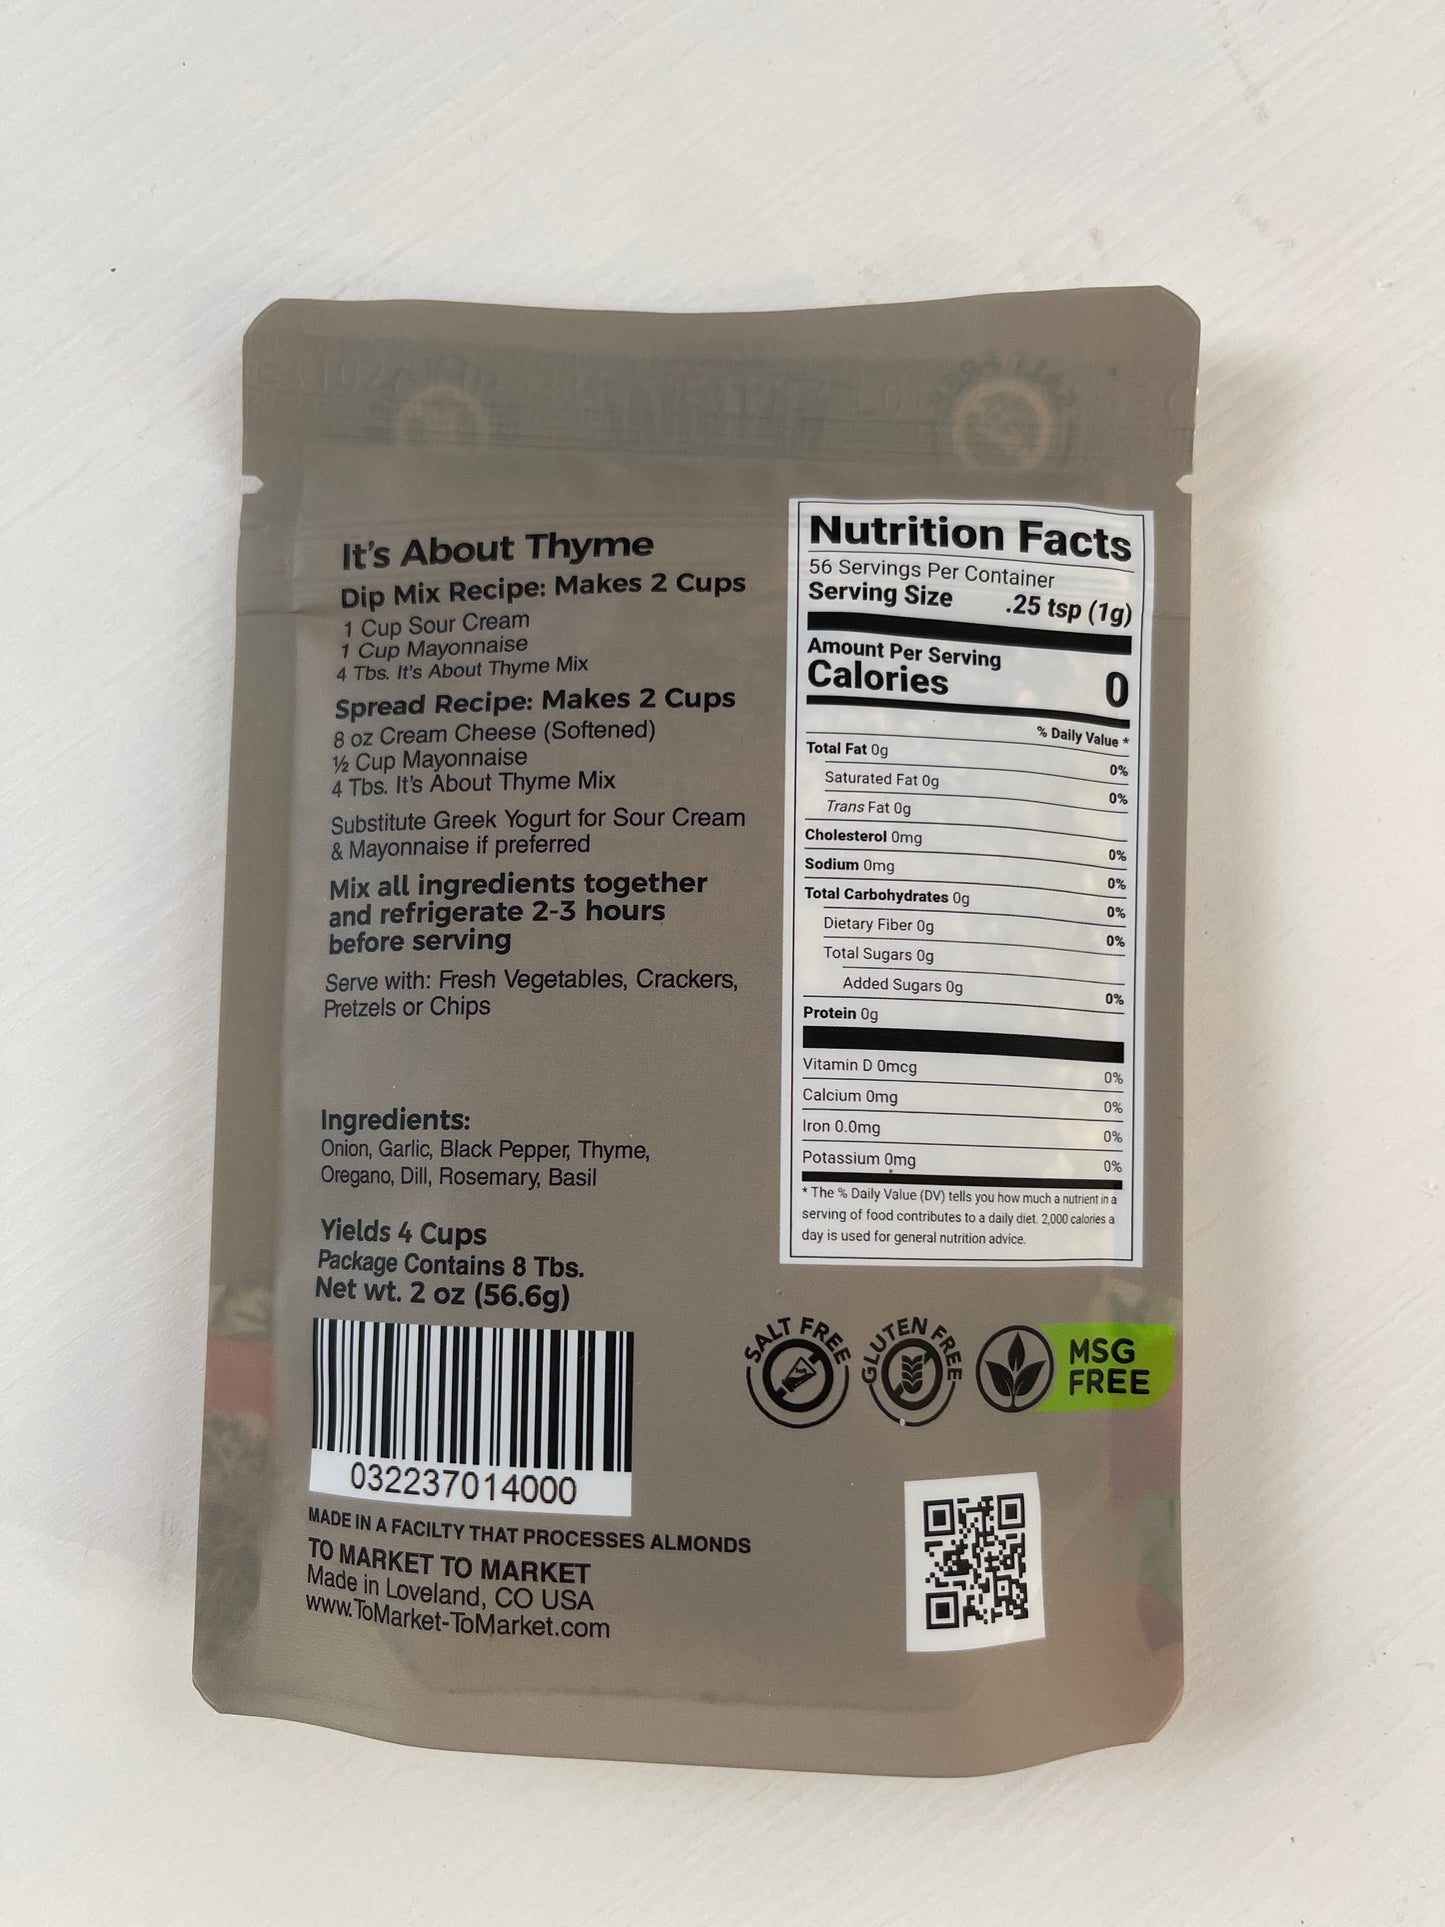 It's About Thyme
Dip Mix Recipe: Makes 2 Cups
1 Cup Sour Cream
1 Cup Mayonnaise
4 Tbs. It's About Thyme Mix
Spread Recipe: Makes 2 Cups
8 oz Cream Cheese (Softened)
½ Cup Mayonnaise
4 Tbs. It's About Thyme Mix
Substitute Greek Yogurt for Sour Cream
& Mayonnaise if preferred
Mix all ingredients together
and refrigerate 2-3 hours
before serving
Serve with: Fresh Vegetables, Crackers,
Pretzels or Chips
Ingredients:
Onion, Garlic, Black Pepper, Thyme,
Oregano, Dill, Rosemary, Basil
Yields 4 Cups
Package Contains 8 Tbs.
Net wt. 2 oz (56.6g)
032237014000
MADE IN A FACILTY THAT PROCESSES ALMONDS
TO MARKET TO MARKET
Made in Loveland, CO USA
www.ToMarket-ToMarket.com
Nutrition Facts
56 Servings Per Container
Serving Size .25 tsp (1g)
Amount Per Serving
Calories 0
% Daily Value *
Total Fat 0g 0%
Saturated Fat 0g 0%
Trans Fat 0g
Cholesterol 0mg 0%
Sodium 0mg 0%
Total Carbohydrates 0g 0%
Dietary Fiber 0g 0%
Total Sugars 0g
Added Sugars 0g 0%
Protein 0g
Vitamin D 0mcg 0%
Calcium 0mg 0%
Iron 0.0mg 0%
Potassium 0mg 0%
* The % Daily Value (DV) tells you how much a nutrient in a
serving of food contributes to a daily diet. 2,000 calories a
day is used for general nutrition advice.
SALT FREE
GLUTEN FREE
MSG
FREE